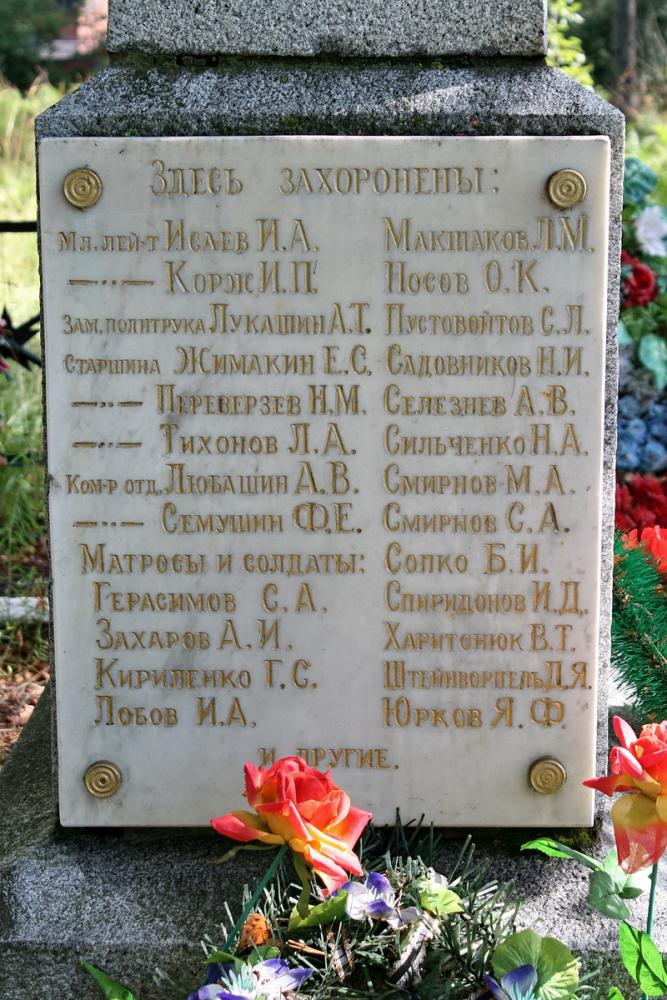 Здесь захоронены:
Мл. лей-т Исаев И.А.
—··— Корж И.П.
Зам. политрука Лукашин А.Т.
Старшина Жимакин Е.С.
—··— Переверзев Н.М.
—··— Тихонов Л.А.
Ком-р отд. Любашин А.В.
—··— Семушин Ф.Е.
Матросы и солдаты:
Герасимов С.А.
Захаров А.И.
Кириленко Г.С.
Лобов И.А.
Макшаков Л.М.
Носов О.К.
Пустовойтов С.Л.
Садовников Н.И.
Селезнев А.В.
Сильченко Н.А.
Смирнов М.А.
Смирнов С.А.
Сопко Б.И.
Спиридонов И.Д.
Харитонюк В.Т.
Штейнворцель Д.Я.
Юрков Я.Ф.
и другие.